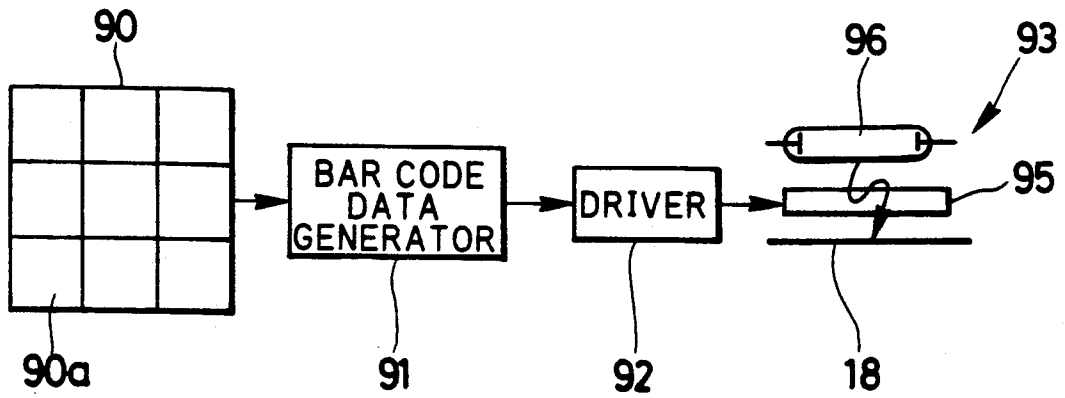 90
96
93
BAR CODE
DATA
GENERATOR
DRIVER
95
90a
91
92
18